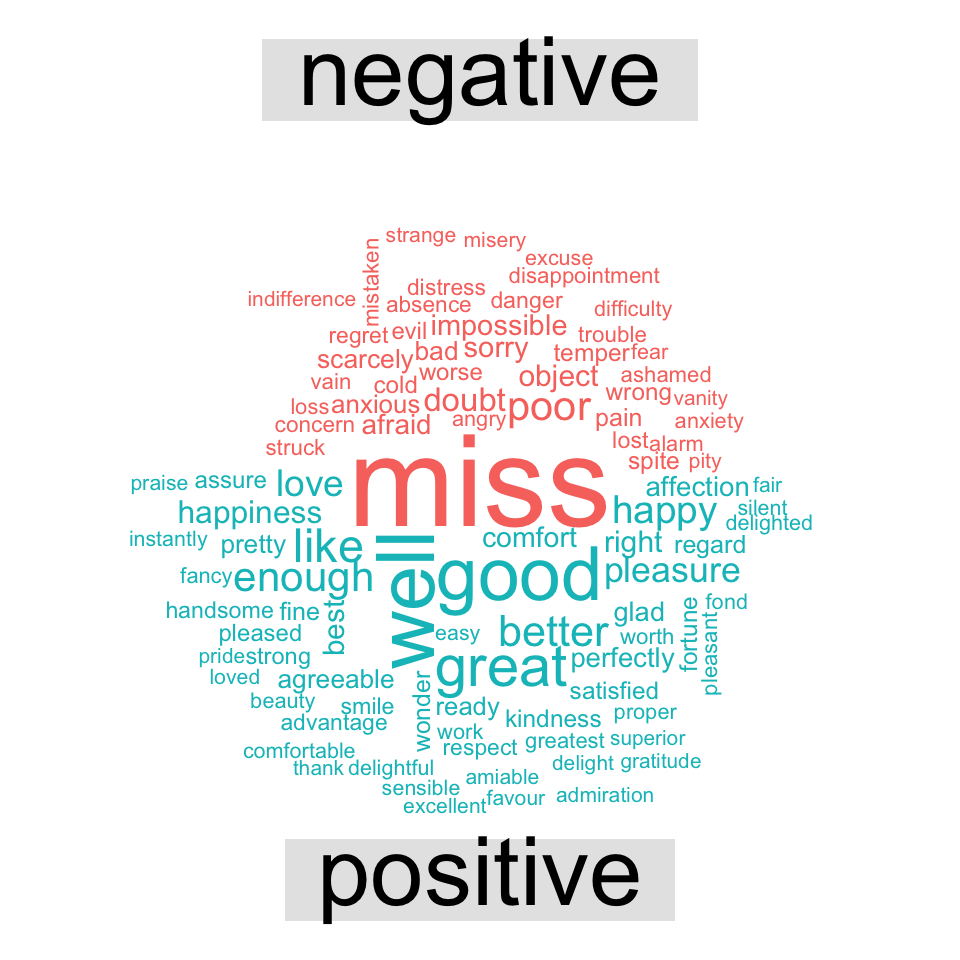 negative
strange misery
mistaken
excuse
disappointment
indifference
distress
absence danger
difficulty
regret evil impossible trouble
scarcely bad sorry temper fear
vain cold worse object ashamed
loss anxious doubt poor wrong vanity
concern afraid angry pain anxiety
struck lost alarm
spite pity
miss
praise assure love affection fair
happiness happy silent
delighted
instantly pretty like comfort right regard
well
fancy enough good pleasure
handsome fine best glad fortune fond
pleased easy better worth pleasant
pride strong great perfectly
loved agreeable satisfied
beauty smile wonder ready kindness proper
advantage work
comfortable respect greatest superior
thank delightful delight gratitude
sensible amiable
excellent favour admiration
positive